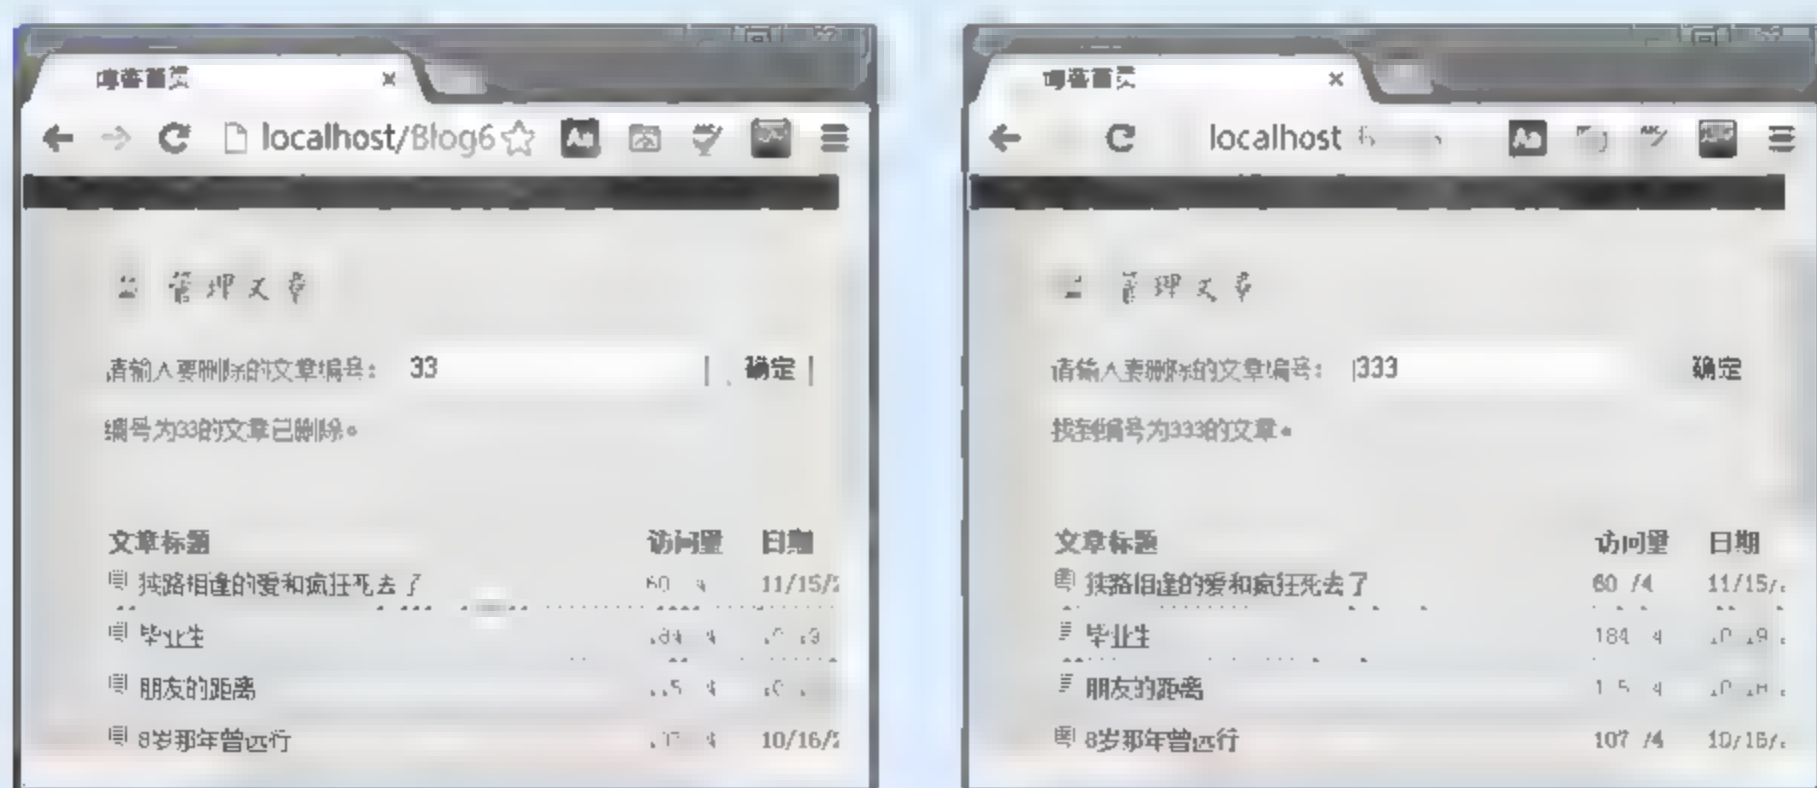 博客首页
localhost/Blog6
管理文章
请输入要删除的文章编号： 33 确定
编号为33的文章已删除。
文章标题 访问量 日期
狭路相逢的爱和疯狂死去了 60 11/15/
毕业生
朋友的距离
8岁那年曾远行 10/16/
博客首页
localhost
管理文章
请输入要删除的文章编号： 333 确定
找到编号为333的文章。
文章标题 访问量 日期
狭路相逢的爱和疯狂死去了 60 /4 11/15/
毕业生 184
朋友的距离
8岁那年曾远行 107 /4 10/16/